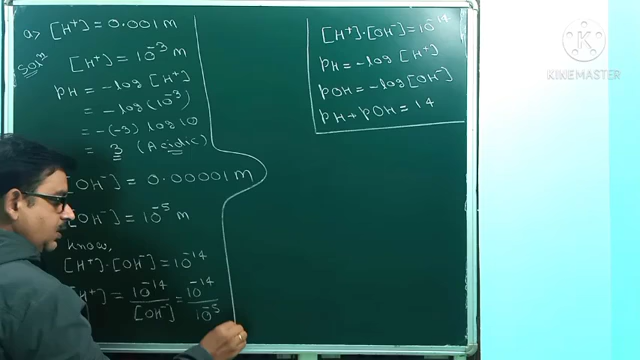 a> [H⁺] = 0.001 M
Solⁿ
[H⁺] = 10⁻³ M
PH = -log [H⁺]
= -log (10⁻³)
= -(-3) log 10
= 3 (Acidic)
[OH⁻] = 0.00001 M
[OH⁻] = 10⁻⁵ M
know,
[H⁺]·[OH⁻] = 10⁻¹⁴
H⁺] = 10⁻¹⁴/[OH⁻] = 10⁻¹⁴/10⁻⁵
[H⁺]·[OH⁻] = 10⁻¹⁴
PH = -log [H⁺]
POH = -log [OH⁻]
PH + POH = 14
KINEMASTER